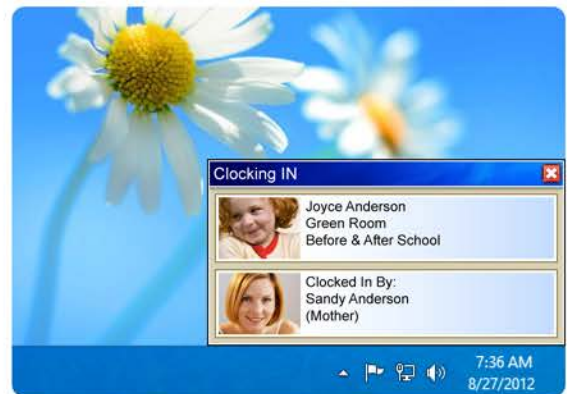 Clocking IN
Joyce Anderson
Green Room
Before & After School
Clocked In By:
Sandy Anderson
(Mother)
7:36 AM
8/27/2012